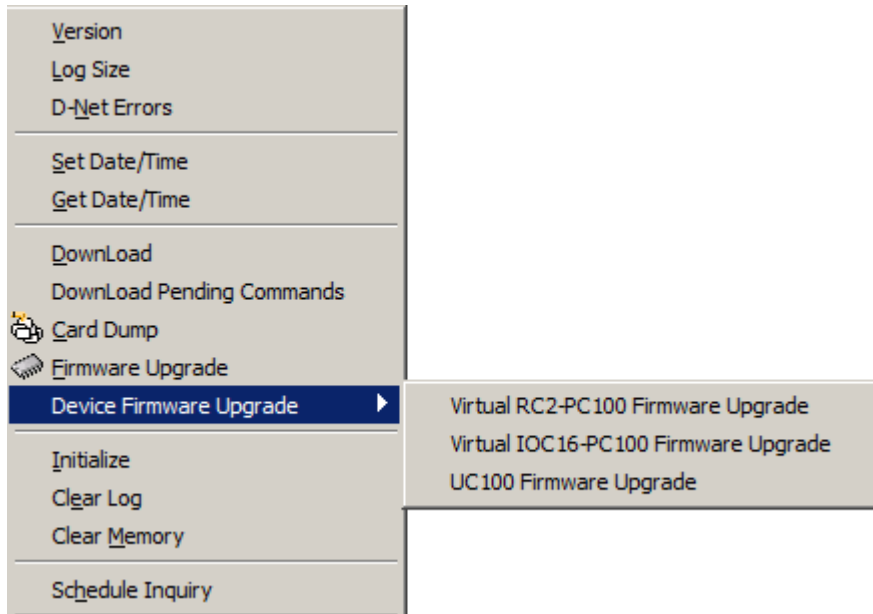 Version
Log Size
D-Net Errors
Set Date/Time
Get Date/Time
DownLoad
DownLoad Pending Commands
Card Dump
Firmware Upgrade
Device Firmware Upgrade
Virtual RC2-PC100 Firmware Upgrade
Virtual IOC16-PC100 Firmware Upgrade
UC100 Firmware Upgrade
Initialize
Clear Log
Clear Memory
Schedule Inquiry